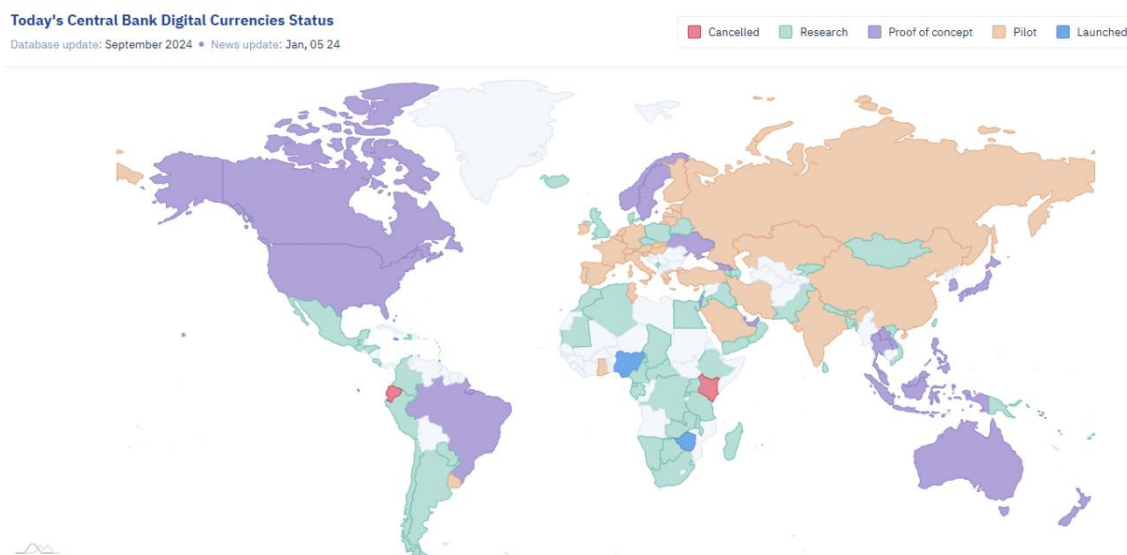 Today's Central Bank Digital Currencies Status
Database update: September 2024 • News update: Jan, 05 24
Cancelled
Research
Proof of concept
Pilot
Launched